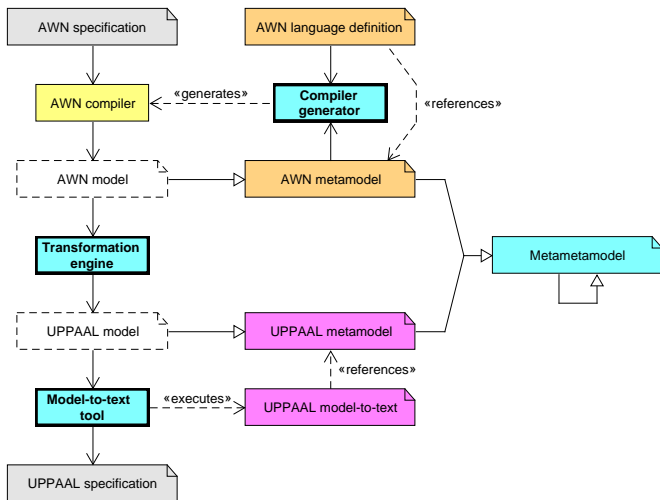 AWN specification
AWN language definition
AWN compiler
«generates»
Compiler
generator
«references»
AWN model
AWN metamodel
Transformation
engine
Metametamodel
UPPAAL model
UPPAAL metamodel
«references»
Model-to-text
tool
«executes»
UPPAAL model-to-text
UPPAAL specification